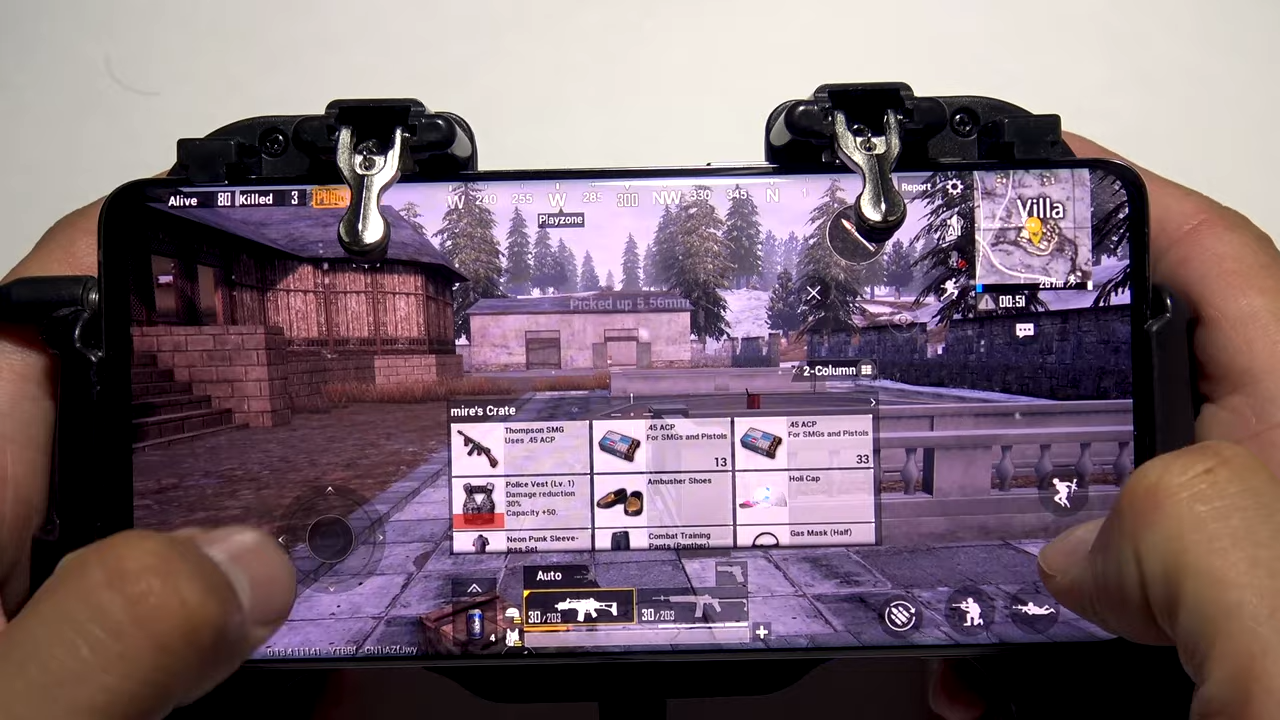 Alive 80 Killed 3
W 240 255 W 285 300 NW 330 345 N
Report
Playzone
Villa
Picked up 5.56mm
267m
00:51
2-Column
mire's Crate
Thompson SMG
Uses .45 ACP
.45 ACP
For SMGs and Pistols
13
.45 ACP
For SMGs and Pistols
33
Police Vest (Lv. 1)
Damage reduction
30%
Capacity +50.
Ambusher Shoes
Holi Cap
Neon Punk Sleeve-
less Set
Combat Training
Pants (Panther)
Gas Mask (Half)
Auto
30/203
30/203
4